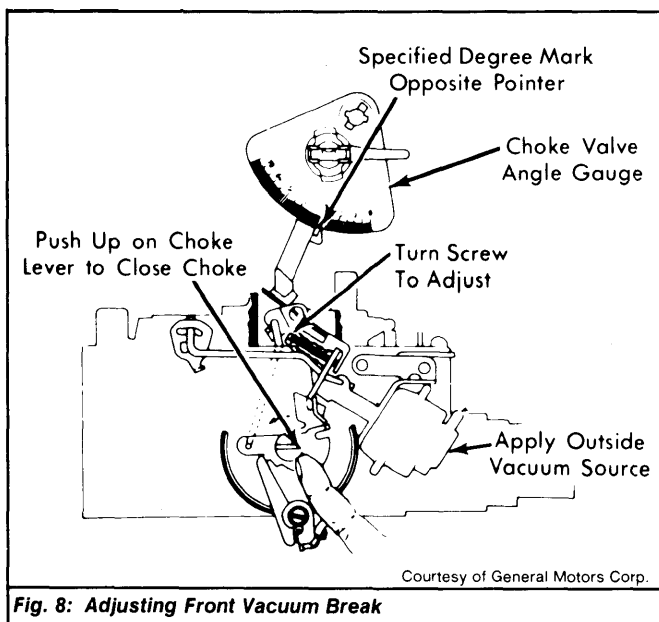 Specified Degree Mark
Opposite Pointer
Choke Valve
Angle Gauge
Push Up on Choke
Lever to Close Choke
Turn Screw
To Adjust
Apply Outside
Vacuum Source
Courtesy of General Motors Corp.
Fig. 8: Adjusting Front Vacuum Break